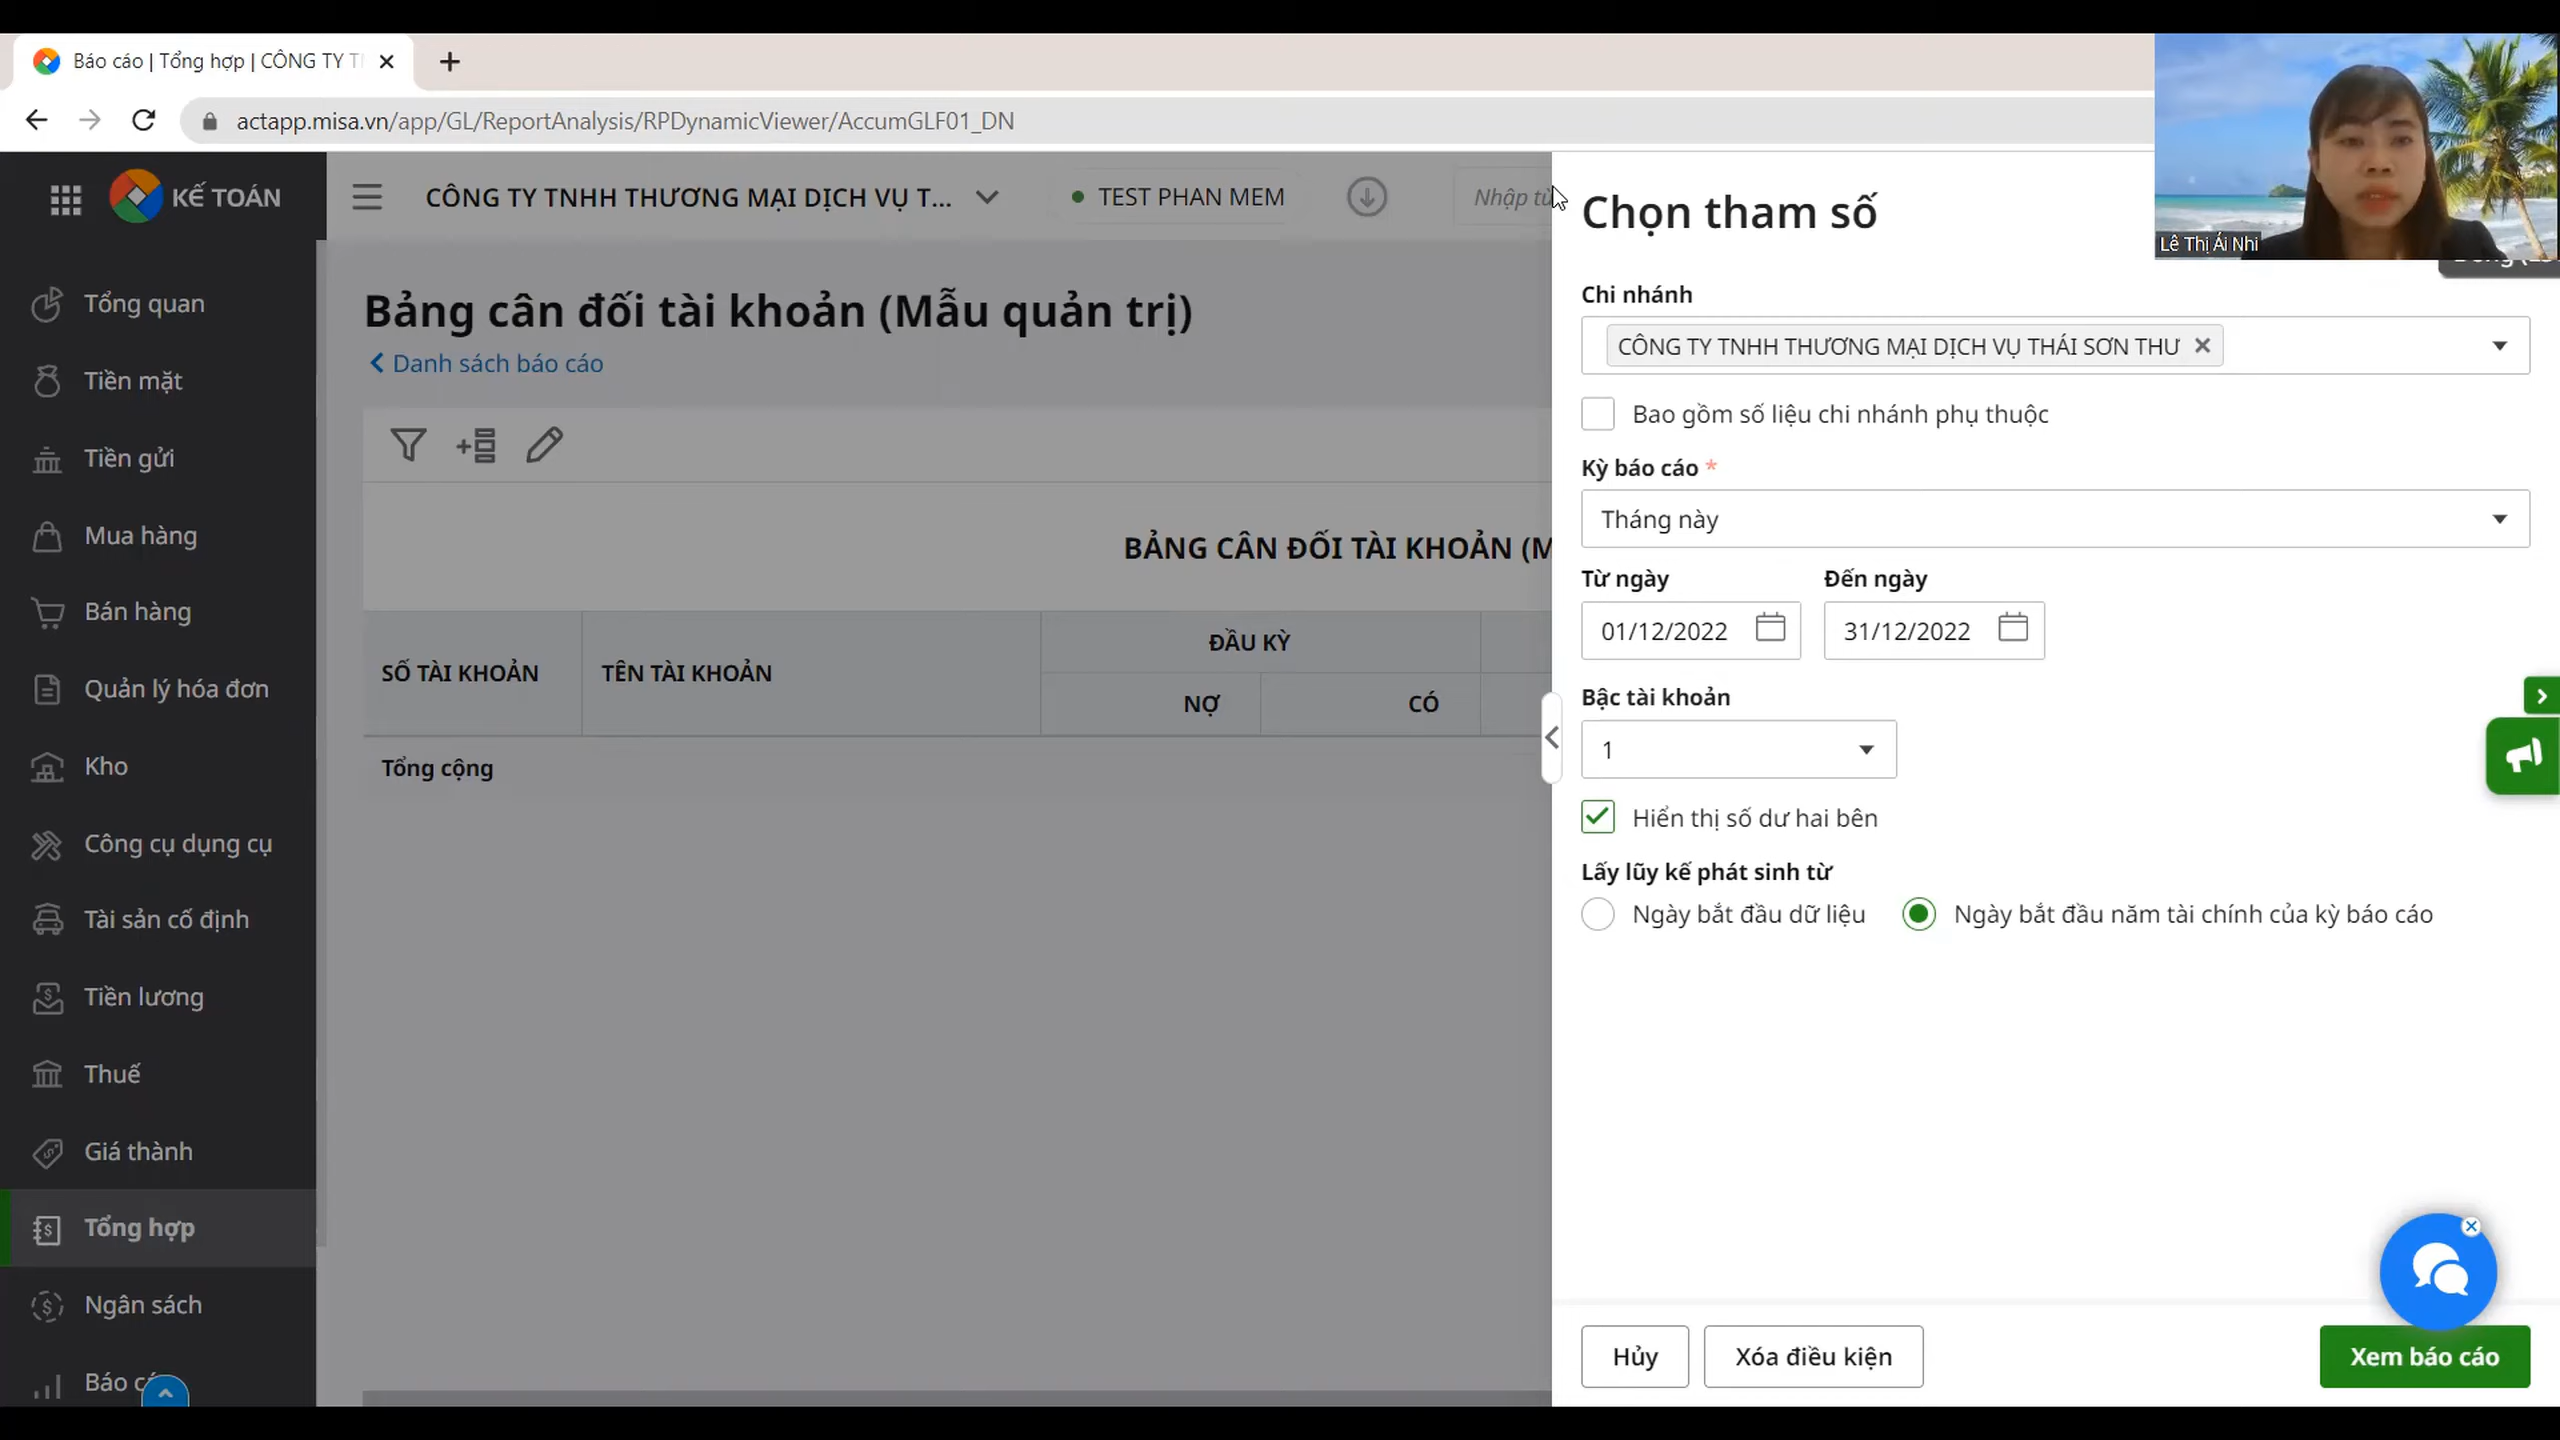 Báo cáo | Tổng hợp | CÔNG TY T
actapp.misa.vn/app/GL/ReportAnalysis/RPDynamicViewer/AccumGLF01_DN
Lê Thị Ái Nhi
KẾ TOÁN
CÔNG TY TNHH THƯƠNG MẠI DỊCH VỤ T...
TEST PHAN MEM
Nhập từ
Tổng quan
Tiền mặt
Tiền gửi
Mua hàng
Bán hàng
Quản lý hóa đơn
Kho
Công cụ dụng cụ
Tài sản cố định
Tiền lương
Thuế
Giá thành
Tổng hợp
Ngân sách
Báo
Bảng cân đối tài khoản (Mẫu quản trị)
Danh sách báo cáo
BẢNG CÂN ĐỐI TÀI KHOẢN (M
SỐ TÀI KHOẢN
TÊN TÀI KHOẢN
ĐẦU KỲ
NỢ
CÓ
Tổng cộng
Chọn tham số
Chi nhánh
CÔNG TY TNHH THƯƠNG MẠI DỊCH VỤ THÁI SƠN THƯ
Bao gồm số liệu chi nhánh phụ thuộc
Kỳ báo cáo *
Tháng này
Từ ngày
Đến ngày
01/12/2022
31/12/2022
Bậc tài khoản
1
Hiển thị số dư hai bên
Lấy lũy kế phát sinh từ
Ngày bắt đầu dữ liệu
Ngày bắt đầu năm tài chính của kỳ báo cáo
Hủy
Xóa điều kiện
Xem báo cáo